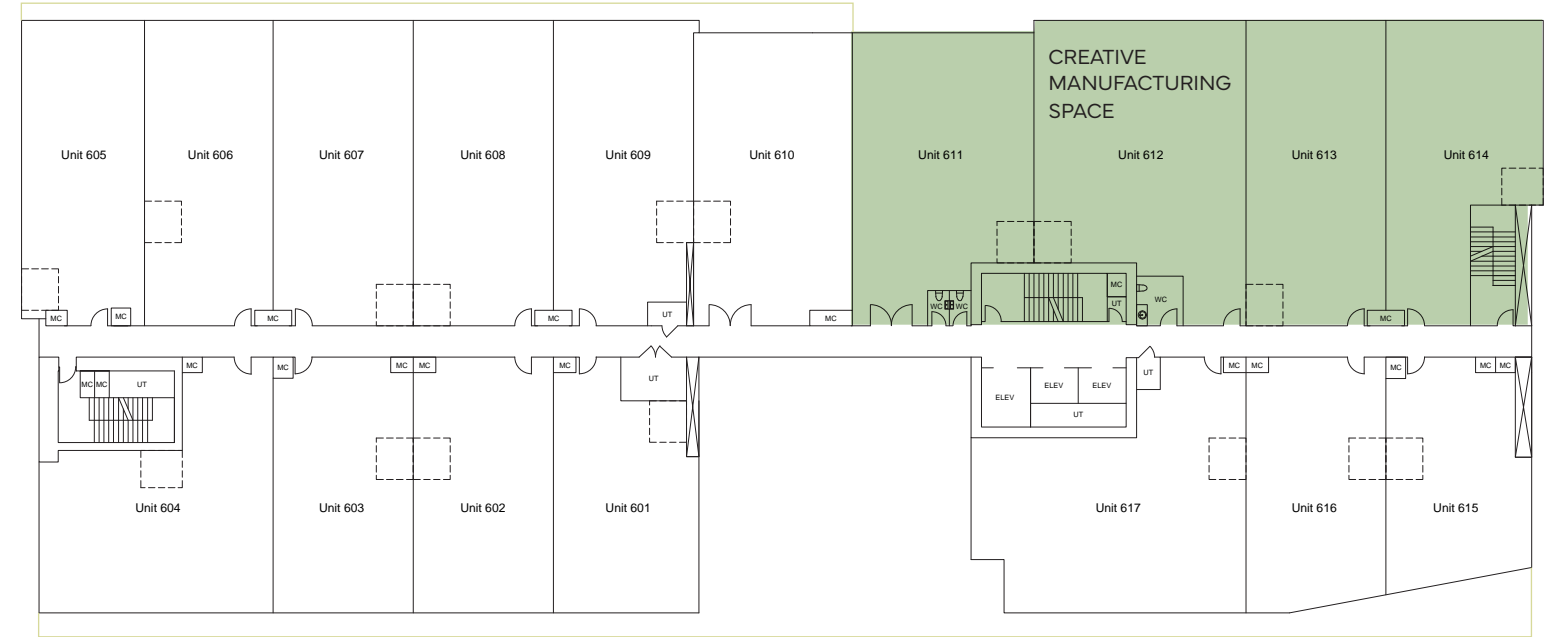 CREATIVE
MANUFACTURING
SPACE
Unit 605
Unit 606
Unit 607
Unit 608
Unit 609
Unit 610
Unit 611
Unit 612
Unit 613
Unit 614
MC
MC
MC
MC
UT
MC
WC
WC
MC
UT
WC
MC
MC
MC
UT
MC
MC
MC
MC
MC
UT
ELEV
ELEV
ELEV
UT
UT
MC
MC
MC
MC
MC
Unit 604
Unit 603
Unit 602
Unit 601
Unit 617
Unit 616
Unit 615